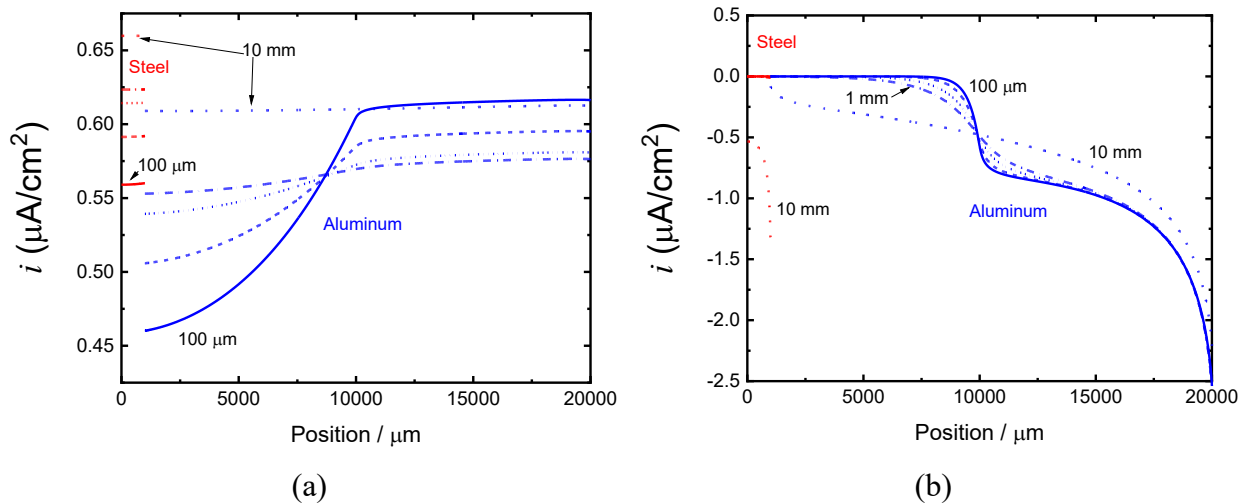 0.65
0.60
0.55
0.50
0.45
i (μA/cm²)
10 mm
Steel
100 μm
Aluminum
100 μm
0 5000 10000 15000 20000
Position / μm
(a)
0.5
0.0
-0.5
-1.0
-1.5
-2.0
-2.5
i (μA/cm²)
Steel
100 μm
1 mm
10 mm
Aluminum
10 mm
0 5000 10000 15000 20000
Position / μm
(b)